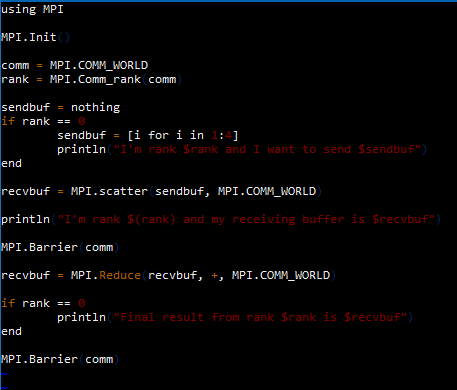 using MPI
MPI.Init()
comm = MPI.COMM_WORLD
rank = MPI.Comm_rank(comm)
sendbuf = nothing
if rank == 0
sendbuf = [i for i in 1:4]
println("I'm rank $rank and I want to send $sendbuf")
end
recvbuf = MPI.scatter(sendbuf, MPI.COMM_WORLD)
println("I'm rank $(rank) and my receiving buffer is $recvbuf")
MPI.Barrier(comm)
recvbuf = MPI.Reduce(recvbuf, +, MPI.COMM_WORLD)
if rank == 0
println("Final result from rank $rank is $recvbuf")
end
MPI.Barrier(comm)
~
~